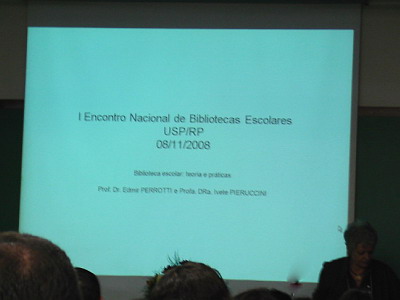 I Encontro Nacional de Bibliotecas Escolares
USP/RP
08/11/2008
Biblioteca escolar: teoria e práticas
Prof. Dr. Edmir PERROTTI e Profa. DRa. Ivete PIERUCCINI